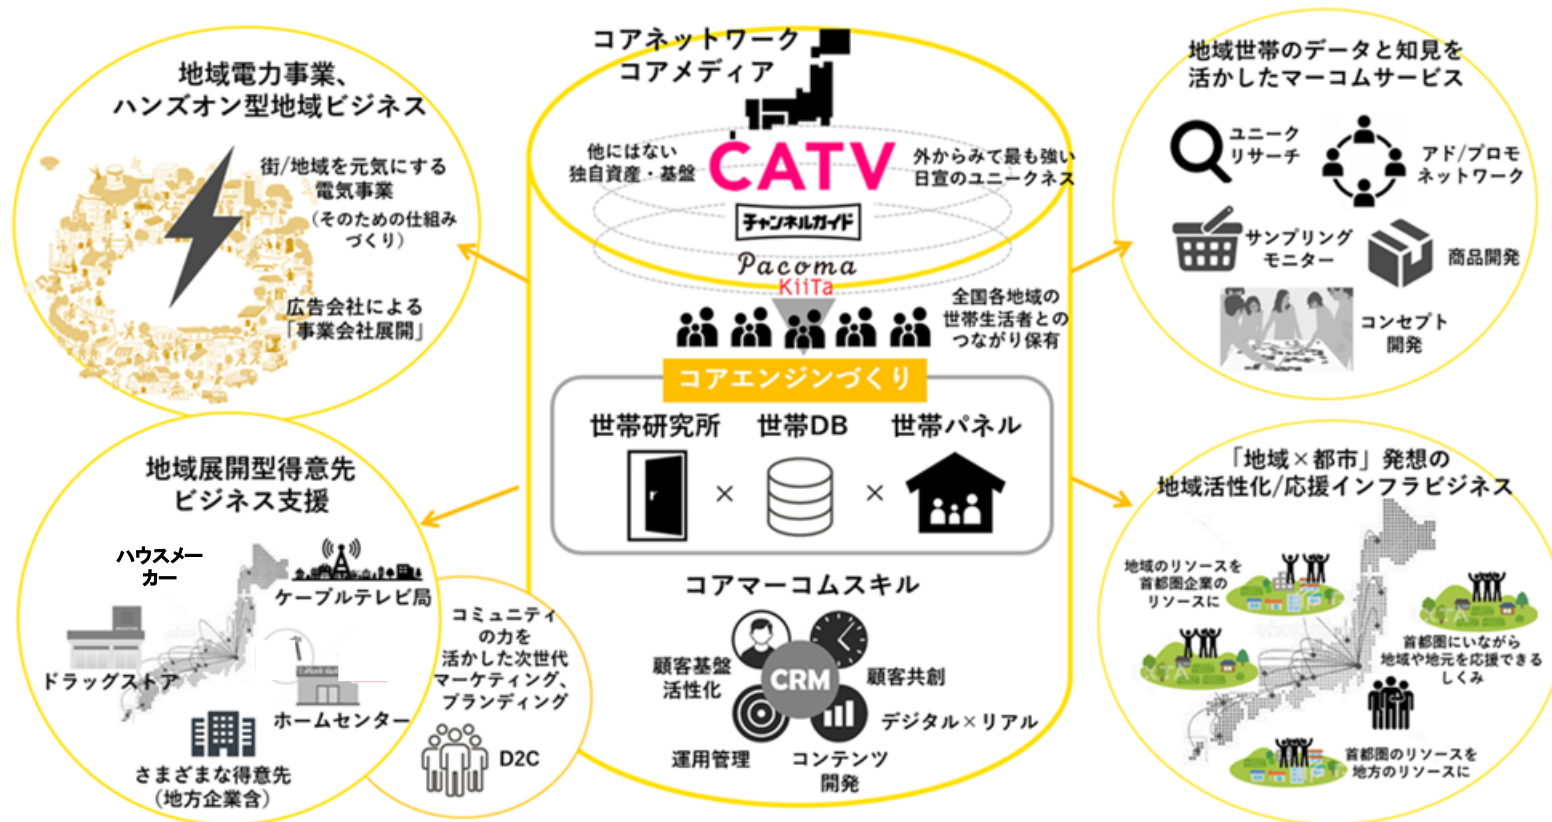 地域電力事業、
ハンズオン型地域ビジネス
街/地域を元気にする
電気事業
(そのための仕組み
づくり)
広告会社による
「事業会社展開」
コアネットワーク
コアメディア
他にはない
独自資産・基盤
CATV
外からみて最も強い
日宣のユニークネス
チャンネルガイド
Pacoma
KiiTa
全国各地域の
世帯生活者との
つながり保有
コアエンジンづくり
世帯研究所
世帯DB
世帯パネル
×
×
コアマーコムスキル
顧客基盤
活性化
CRM
顧客共創
デジタル×リアル
運用管理
コンテンツ
開発
地域世帯のデータと知見を
活かしたマーコムサービス
ユニーク
リサーチ
アド/プロモ
ネットワーク
サンプリング
モニター
商品開発
コンセプト
開発
地域展開型得意先
ビジネス支援
ハウスメー
カー
ケーブルテレビ局
ドラッグストア
ホームセンター
さまざまな得意先
(地方企業含)
コミュニティ
の力を
活かした次世代
マーケティング、
ブランディング
D2C
「地域×都市」発想の
地域活性化/応援インフラビジネス
地域のリソースを
首都圏企業の
リソースに
首都圏にいながら
地域や地元を応援できる
しくみ
首都圏のリソースを
地方のリソースに